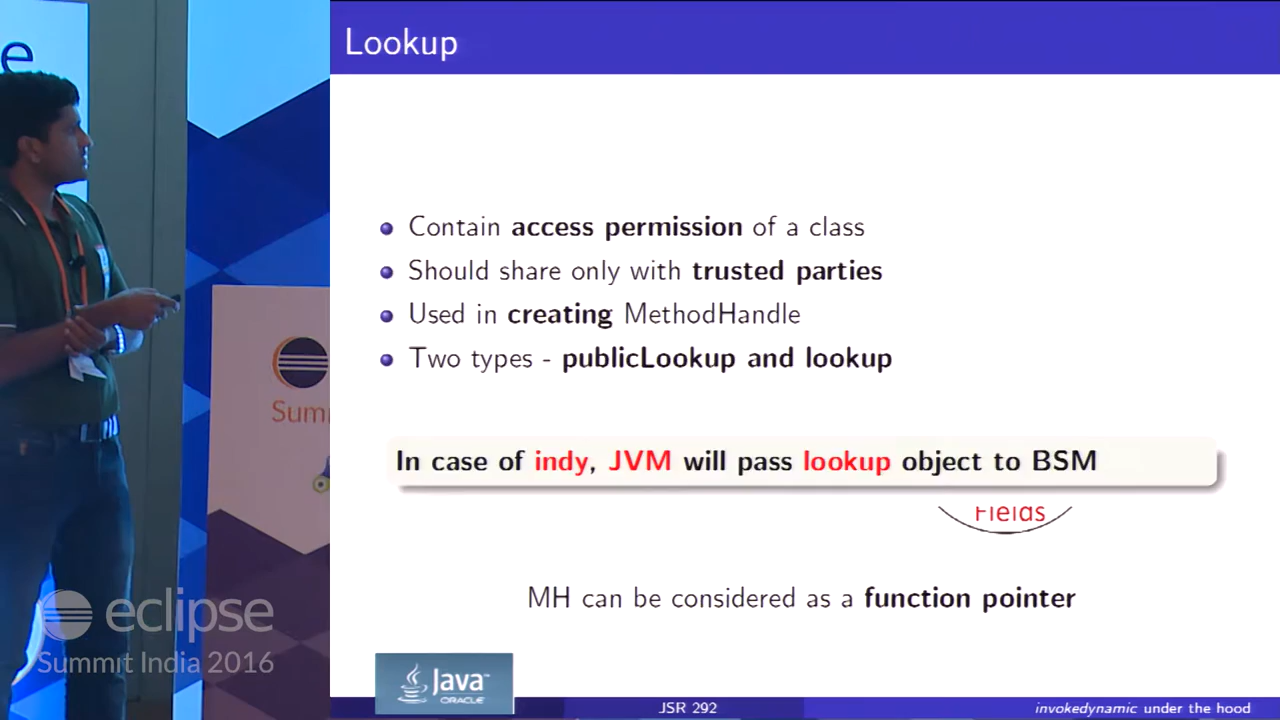 Lookup
e
Contain access permission of a class
Should share only with trusted parties
Used in creating MethodHandle
Two types - publicLookup and lookup
Summ
In case of indy, JVM will pass lookup object to BSM
Fields
MH can be considered as a function pointer
eclipse
Summit India 2016
Java™
ORACLE
JSR 292
invokedynamic under the hood